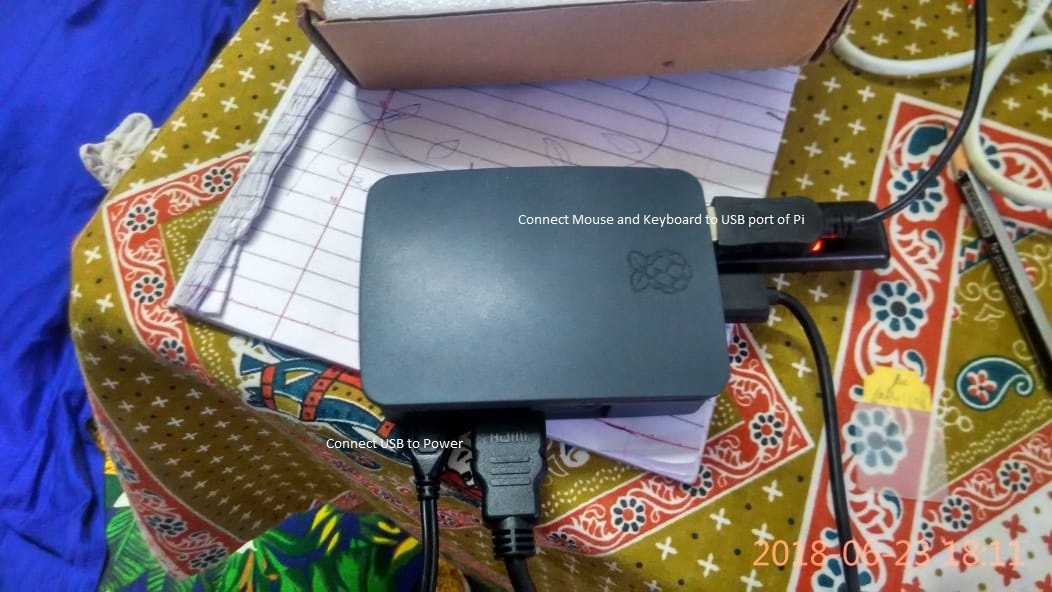 Connect Mouse and Keyboard to USB port of Pi
Connect USB to Power
HDMI
2018-06-23 18:11